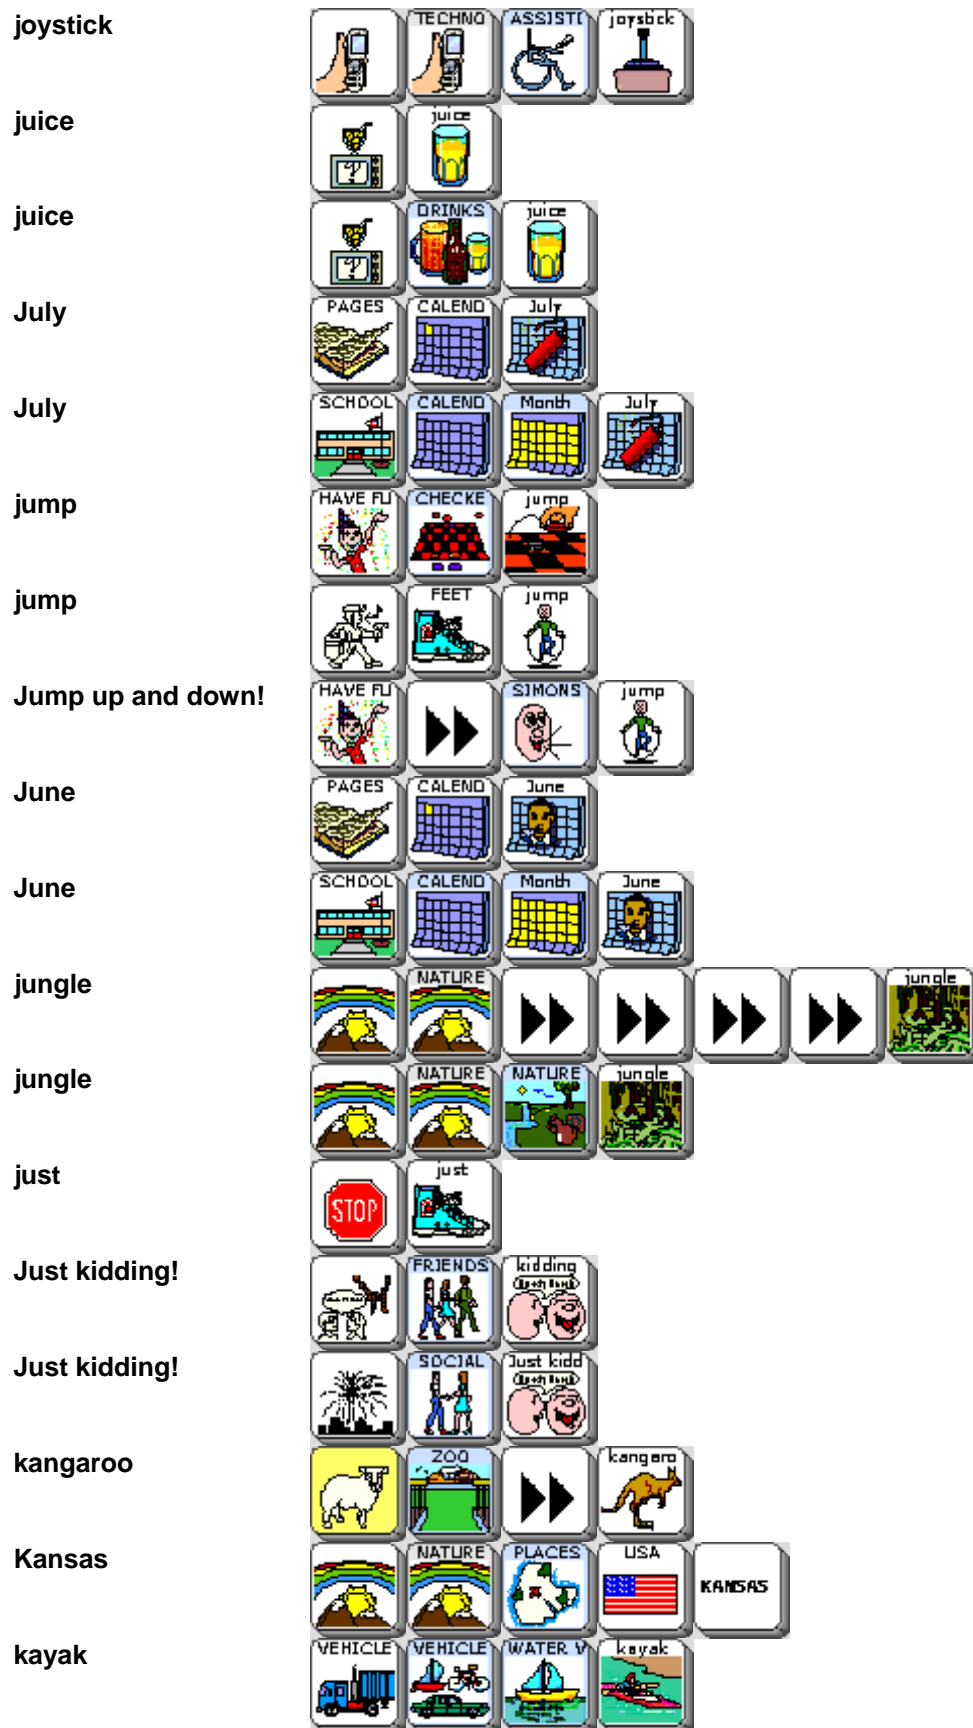 joystick TECHNO ASSISTI joystick
juice juice
juice DRINKS juice
July PAGES CALEND July
July SCHOOL CALEND Month July
jump HAVE FU CHECKE jump
jump FEET jump
Jump up and down! HAVE FU SIMONS jump
June PAGES CALEND June
June SCHOOL CALEND Month June
jungle NATURE jungle
jungle NATURE NATURE jungle
just STOP just
Just kidding! FRIENDS kidding
Just kidding! SOCIAL Just kidd
kangaroo ZOO kangaro
Kansas NATURE PLACES USA KANSAS
kayak VEHICLE VEHICLE WATER V kayak